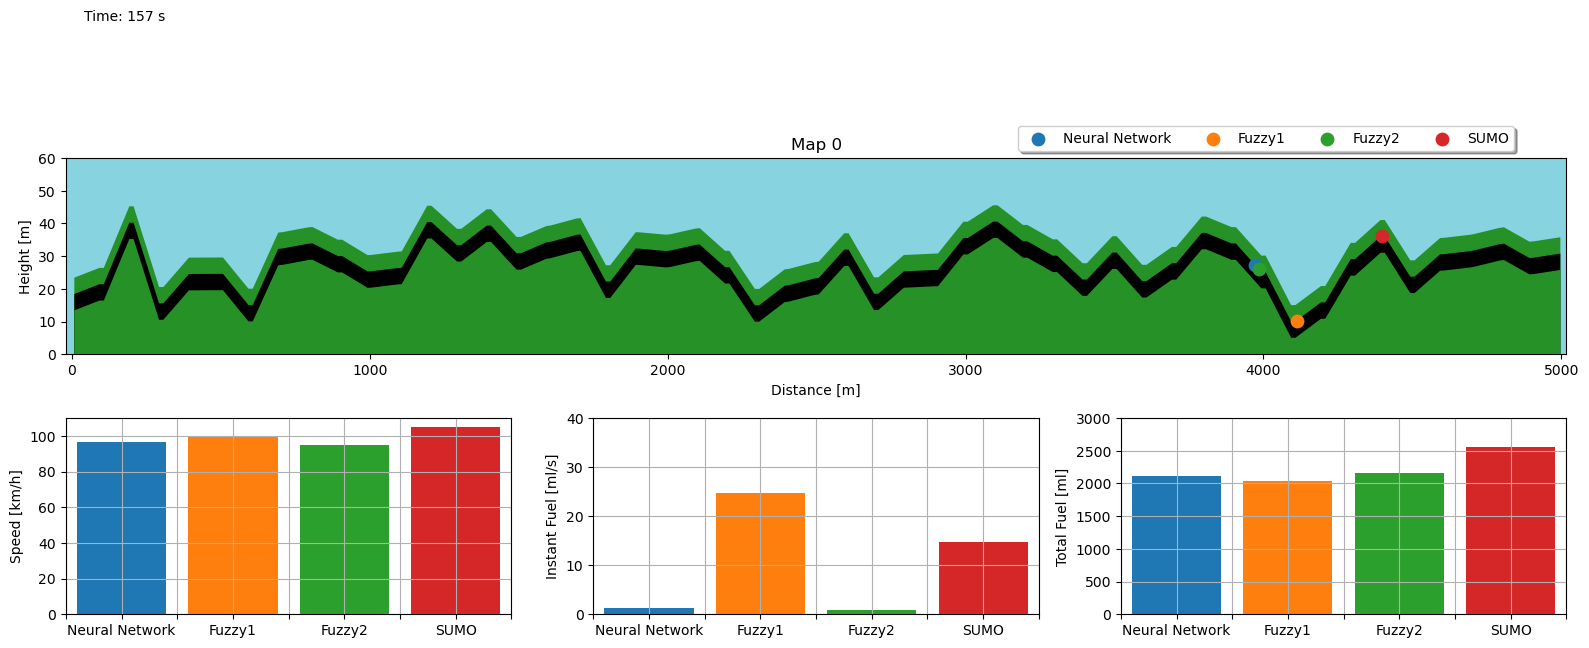 Time: 157 s
Map 0
Neural Network Fuzzy1 Fuzzy2 SUMO
Height [m]
60
50
40
30
20
10
0
0 1000 2000 3000 4000 5000
Distance [m]
Speed [km/h]
100
80
60
40
20
0
Neural Network Fuzzy1 Fuzzy2 SUMO
Instant Fuel [ml/s]
40
30
20
10
0
Neural Network Fuzzy1 Fuzzy2 SUMO
Total Fuel [ml]
3000
2500
2000
1500
1000
500
0
Neural Network Fuzzy1 Fuzzy2 SUMO